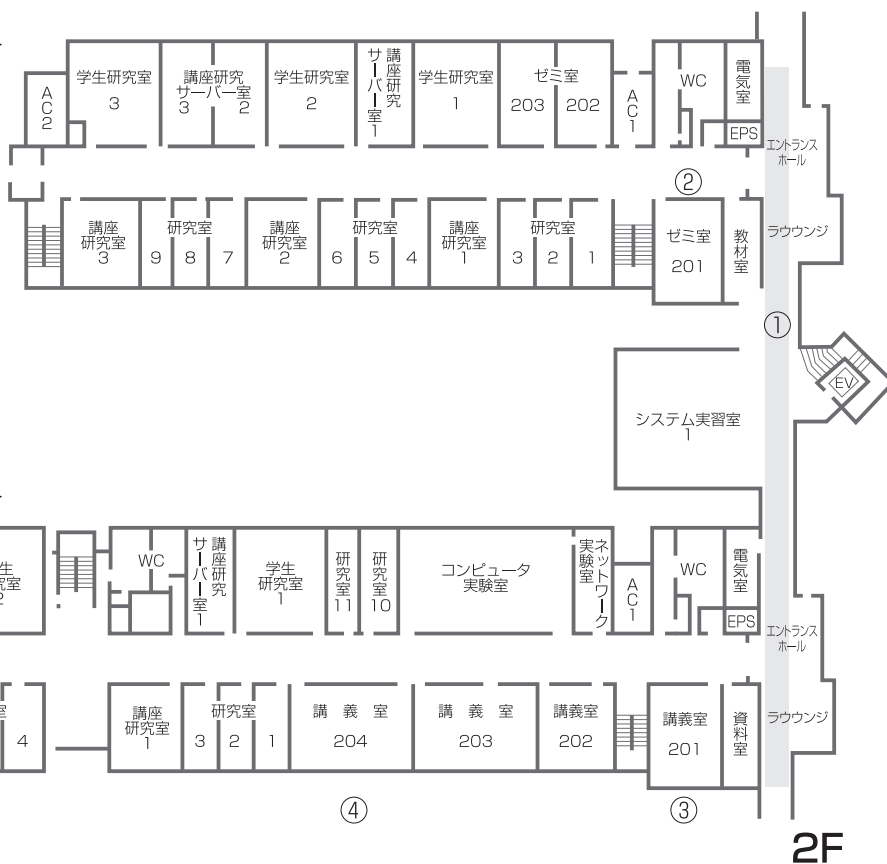 学生研究室
3
講座研究
サーバー室
3 2
学生研究室
2
講座研究
サーバー室1
学生研究室
1
ゼミ室
203 202
AC1
WC
電気室
EPS
AC2
エントランス
ホール
②
講座
研究室
3
研究室
9 8 7
講座
研究室
2
研究室
6 5 4
講座
研究室
1
研究室
3 2 1
ゼミ室
201
教材室
ラウウンジ
①
EV
システム実習室
1
WC
講座研究
サーバー室1
学生
研究室
1
研究室11
研究室10
コンピュータ
実験室
ネットワーク
実験室
AC1
WC
電気室
EPS
エントランス
ホール
生
究室
2
室
4
講座
研究室
1
研究室
3 2 1
講 義 室
204
講 義 室
203
講義室
202
講義室
201
資料室
ラウウンジ
④
③
2F